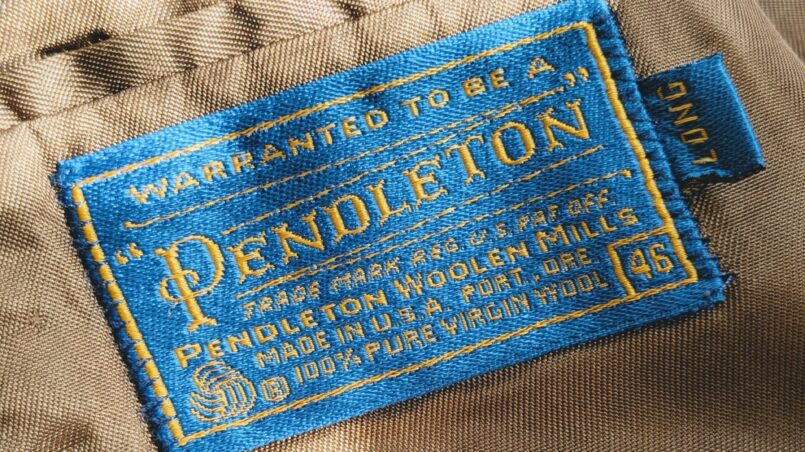 WARRANTED TO BE A
“PENDLETON”
TRADE MARK REG. U.S. PAT. OFF.
PENDLETON WOOLEN MILLS
MADE IN U.S.A. PORT., ORE
100% PURE VIRGIN WOOL
46
LONG